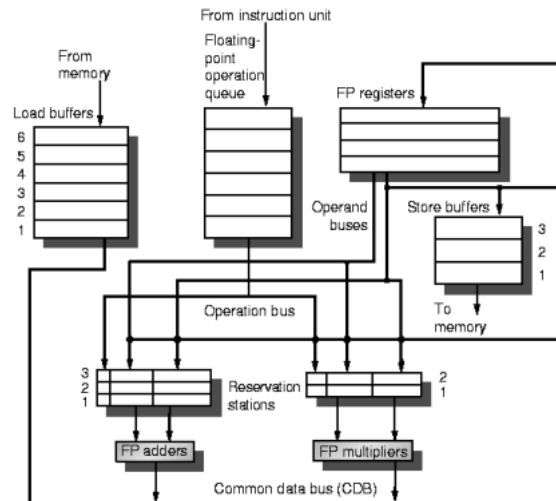 From instruction unit
From
memory
Floating-
point
operation
queue
FP registers
Load buffers
6
5
4
3
2
1
Operand
buses
Store buffers
3
2
1
To
memory
Operation bus
3
2
1
Reservation
stations
2
1
FP adders
FP multipliers
Common data bus (CDB)